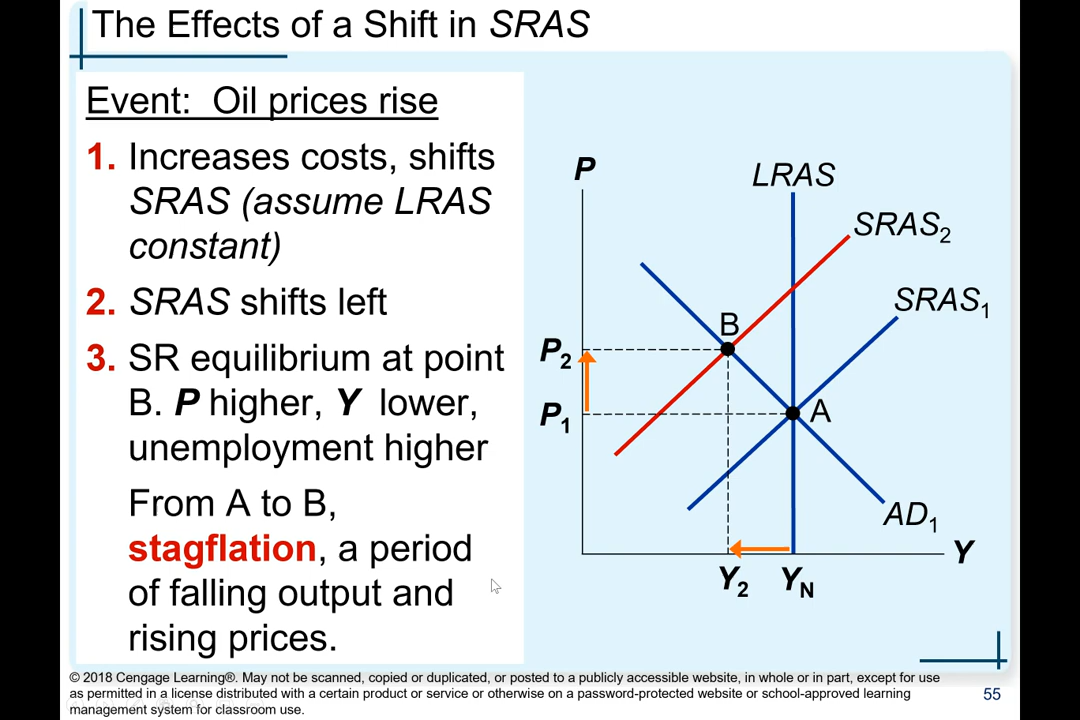 The Effects of a Shift in SRAS
Event: Oil prices rise
1. Increases costs, shifts
SRAS (assume LRAS
constant)
2. SRAS shifts left
3. SR equilibrium at point
B. P higher, Y lower,
unemployment higher
From A to B,
stagflation, a period
of falling output and
rising prices.
P
LRAS
SRAS₂
SRAS₁
B
P₂
P₁
A
AD₁
Y
Y₂
Yɴ
© 2018 Cengage Learning®. May not be scanned, copied or duplicated, or posted to a publicly accessible website, in whole or in part, except for use
as permitted in a license distributed with a certain product or service or otherwise on a password-protected website or school-approved learning
management system for classroom use.
55